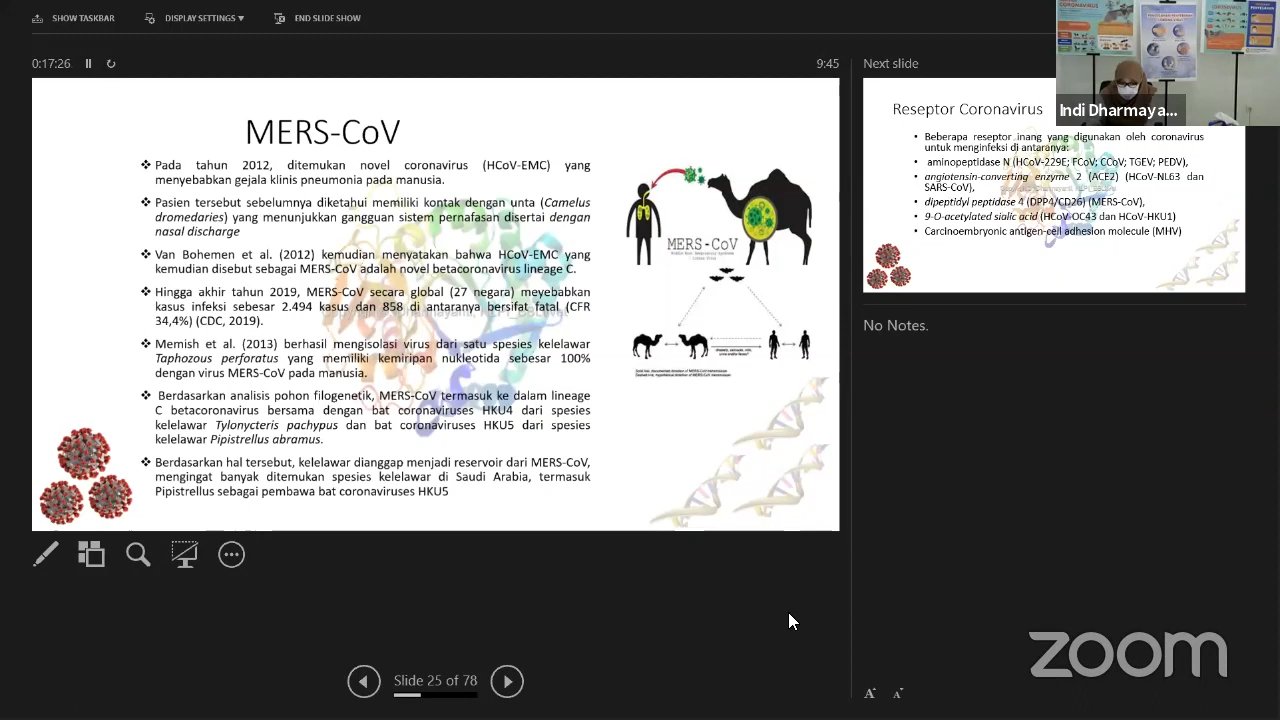 SHOW TASKBAR
DISPLAY SETTINGS ▾
END SLIDE SHOW
0:17:26
9:45
MERS-CoV
❖ Pada tahun 2012, ditemukan novel coronavirus (HCoV-EMC) yang
menyebabkan gejala klinis pneumonia pada manusia.
❖ Pasien tersebut sebelumnya diketahui memiliki kontak dengan unta (Camelus
dromedaries) yang menunjukkan gangguan sistem pernafasan disertai dengan
nasal discharge
❖ Van Bohemen et al. (2012) kemudian menyatakan bahwa HCoV-EMC yang
kemudian disebut sebagai MERS-CoV adalah novel betacoronavirus lineage C.
❖ Hingga akhir tahun 2019, MERS-CoV secara global (27 negara) meyebabkan
kasus infeksi sebesar 2.494 kasus dan 858 di antaranya bersifat fatal (CFR
34,4%) (CDC, 2019).
❖ Memish et al. (2013) berhasil mengisolasi virus dari satu spesies kelelawar
Taphozous perforatus yang memiliki kemiripan nukleotida sebesar 100%
dengan virus MERS-CoV pada manusia.
❖ Berdasarkan analisis pohon filogenetik, MERS-CoV termasuk ke dalam lineage
C betacoronavirus bersama dengan bat coronaviruses HKU4 dari spesies
kelelawar Tylonycteris pachypus dan bat coronaviruses HKU5 dari spesies
kelelawar Pipistrellus abramus.
❖ Berdasarkan hal tersebut, kelelawar dianggap menjadi reservoir dari MERS-CoV,
mengingat banyak ditemukan spesies kelelawar di Saudi Arabia, termasuk
Pipistrellus sebagai pembawa bat coronaviruses HKU5
MERS-CoV
Slide 25 of 78
Next slide
Reseptor Coronavirus
• Beberapa reseptor inang yang digunakan oleh coronavirus
untuk menginfeksi di antaranya:
• aminopeptidase N (HCoV-229E; FCoV; CCoV; TGEV; PEDV),
• angiotensin-converting enzyme 2 (ACE2) (HCoV-NL63 dan
SARS-CoV),
• dipeptidyl peptidase 4 (DPP4/CD26) (MERS-CoV),
• 9-O-acetylated sialic acid (HCoV-OC43 dan HCoV-HKU1)
• Carcinoembryonic antigen-cell adhesion molecule (MHV)
No Notes.
Indi Dharmaya...
zoom
A A